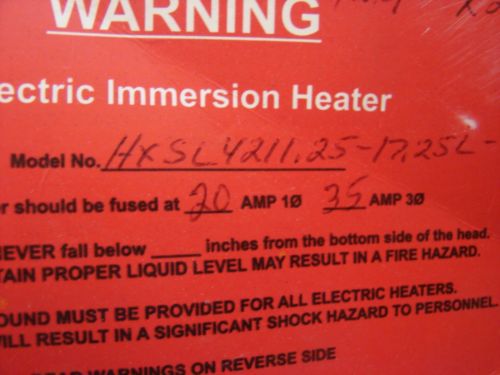 WARNING
ectric Immersion Heater
Model No. HXSL4211.25-17.25L-
r should be fused at 20 AMP 1Ø 35 AMP 3Ø
EVER fall below _____ inches from the bottom side of the head.
TAIN PROPER LIQUID LEVEL MAY RESULT IN A FIRE HAZARD.
OUND MUST BE PROVIDED FOR ALL ELECTRIC HEATERS.
ILL RESULT IN A SIGNIFICANT SHOCK HAZARD TO PERSONNEL
WARNINGS ON REVERSE SIDE